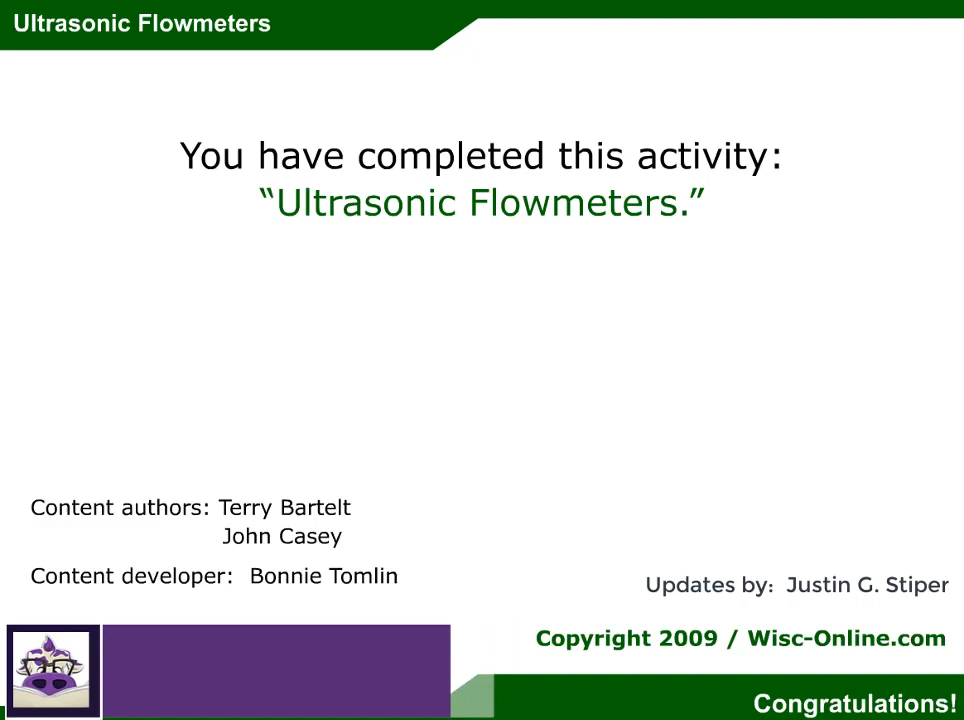 Ultrasonic Flowmeters
You have completed this activity:
“Ultrasonic Flowmeters.”
Content authors: Terry Bartelt
John Casey
Content developer: Bonnie Tomlin
Updates by: Justin G. Stiper
Copyright 2009 / Wisc-Online.com
Congratulations!